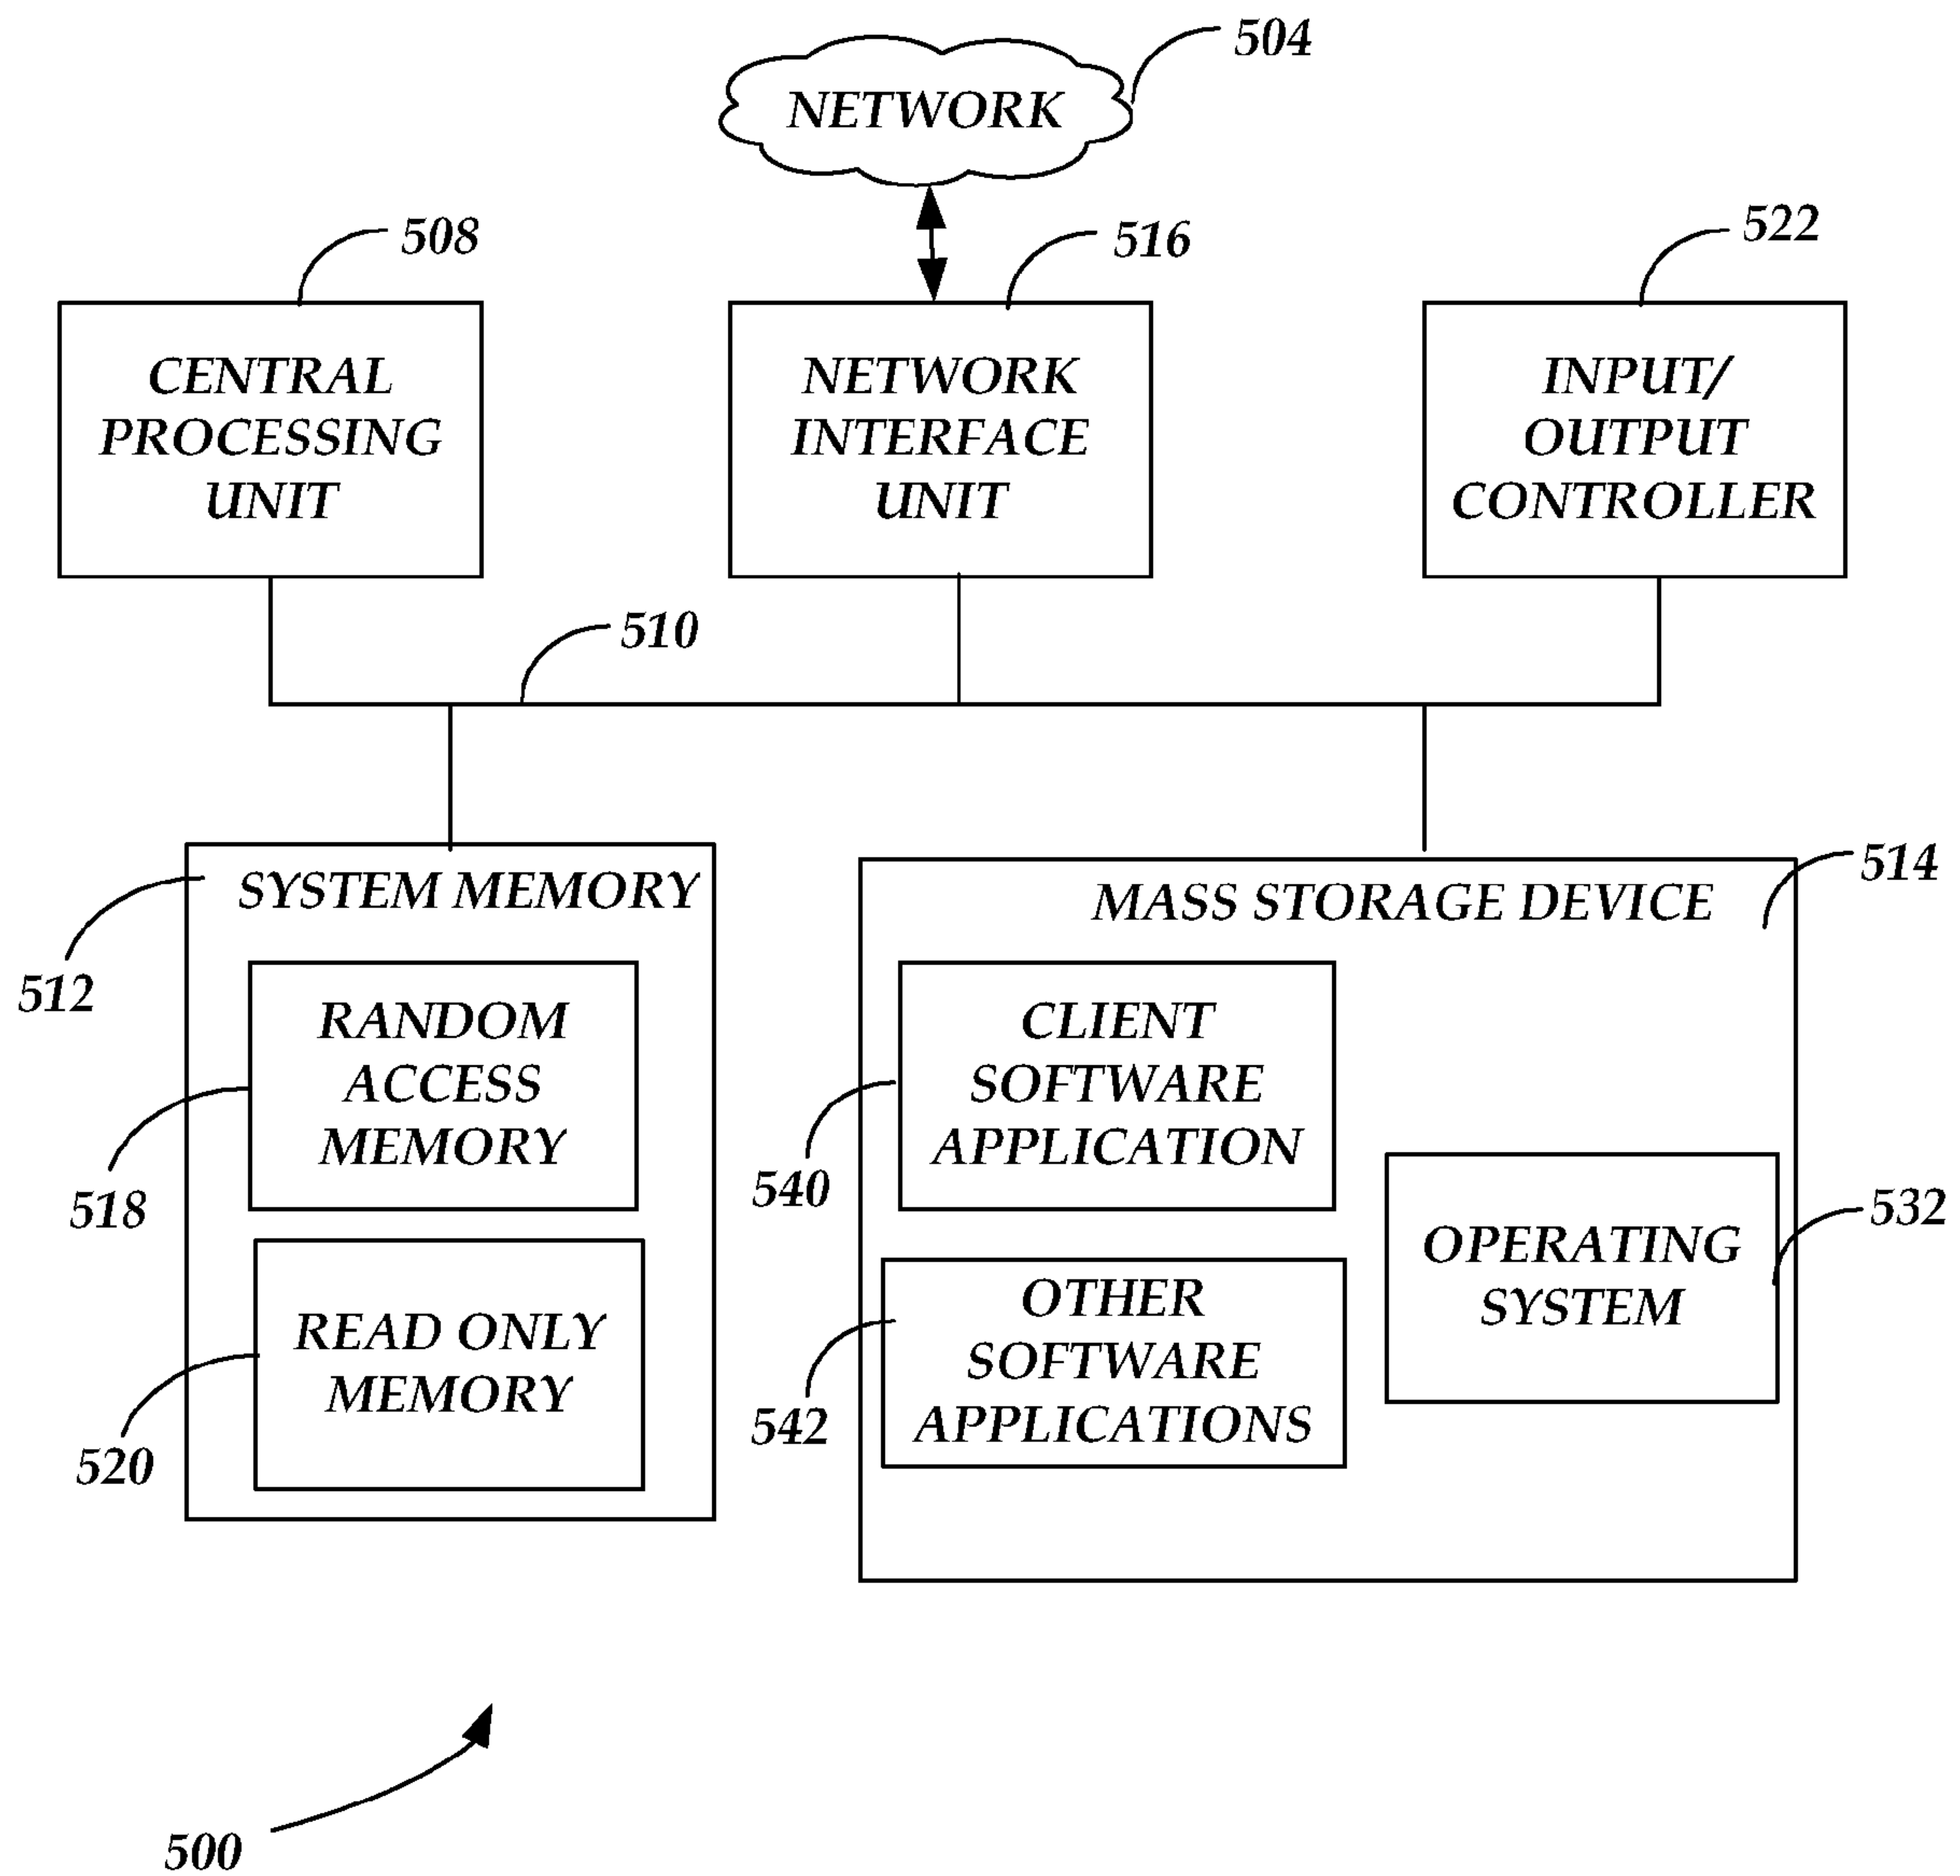 504
NETWORK
508
516
522
CENTRAL
PROCESSING
UNIT
NETWORK
INTERFACE
UNIT
INPUT/
OUTPUT
CONTROLLER
510
SYSTEM MEMORY
512
RANDOM
ACCESS
MEMORY
518
READ ONLY
MEMORY
520
514
MASS STORAGE DEVICE
CLIENT
SOFTWARE
APPLICATION
540
532
OPERATING
SYSTEM
OTHER
SOFTWARE
APPLICATIONS
542
500